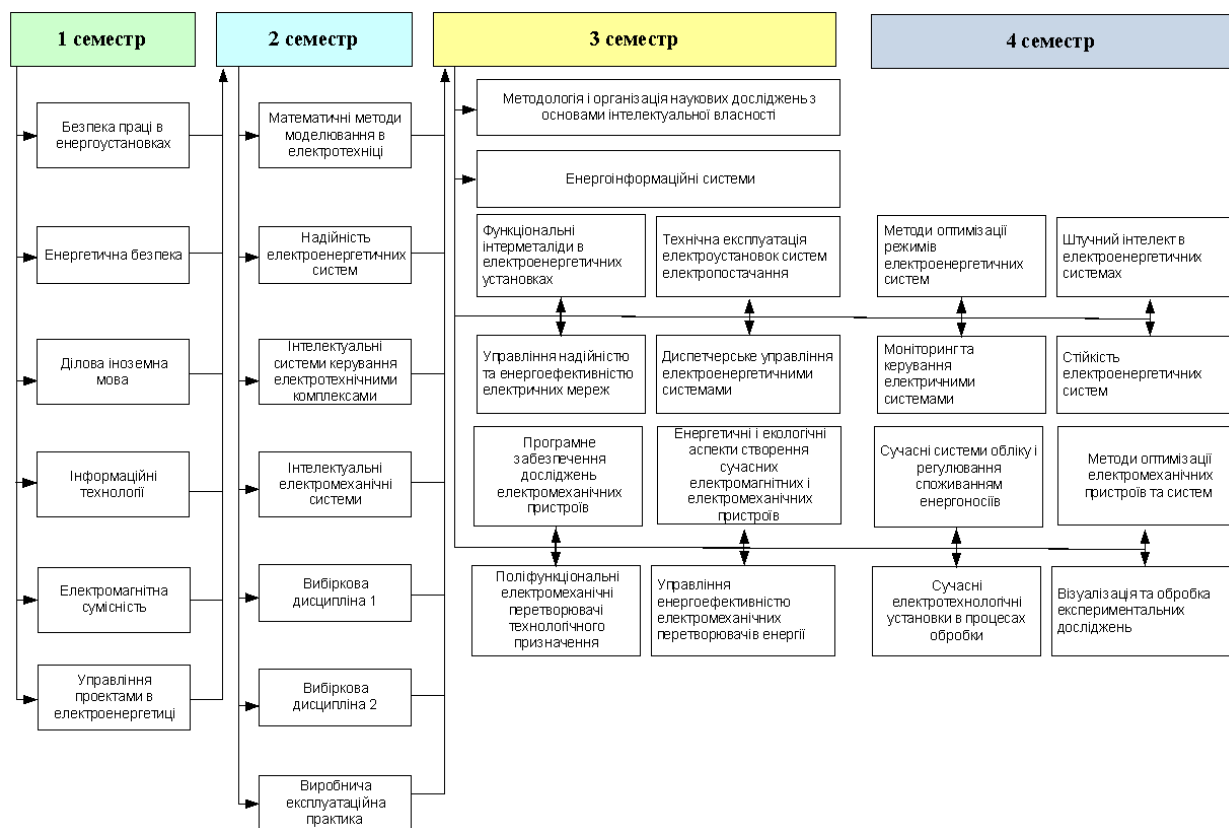 1 семестр
2 семестр
3 семестр
4 семестр
Безпека праці в
енергоустановках
Енергетична безпека
Ділова іноземна
мова
Інформаційні
технології
Електромагнітна
сумісність
Управління
проектами в
електроенергетиці
Математичні методи
моделювання в
електротехніці
Надійність
електроенергетичних
систем
Інтелектуальні
системи керування
електротехнічними
комплексами
Інтелектуальні
електромеханічні
системи
Вибіркова
дисципліна 1
Вибіркова
дисципліна 2
Виробнича
експлуатаційна
практика
Методологія і організація наукових досліджень з
основами інтелектуальної власності
Енергоінформаційні системи
Функціональні
інтерметаліди в
електроенергетичних
установках
Технічна експлуатація
електроустановок систем
електропостачання
Методи оптимізації
режимів
електроенергетичних
систем
Штучний інтелект в
електроенергетичних
системах
Управління надійністю
та енергоефективністю
електричних мереж
Диспетчерське управління
електроенергетичними
системами
Моніторинг та
керування
електричними
системами
Стійкість
електроенергетичних
систем
Програмне
забезпечення
досліджень
електромеханічних
пристроїв
Енергетичні і екологічні
аспекти створення
сучасних
електромагнітних і
електромеханічних
пристроїв
Сучасні системи обліку і
регулювання
споживанням
енергоносіїв
Методи оптимізації
електромеханічних
пристроїв та систем
Поліфункціональні
електромеханічні
перетворювачі
технологічного
призначення
Управління
енергоефективністю
електромеханічних
перетворювачів енергії
Сучасні
електротехнологічні
установки в процесах
обробки
Візуалізація та обробка
експериментальних
досліджень